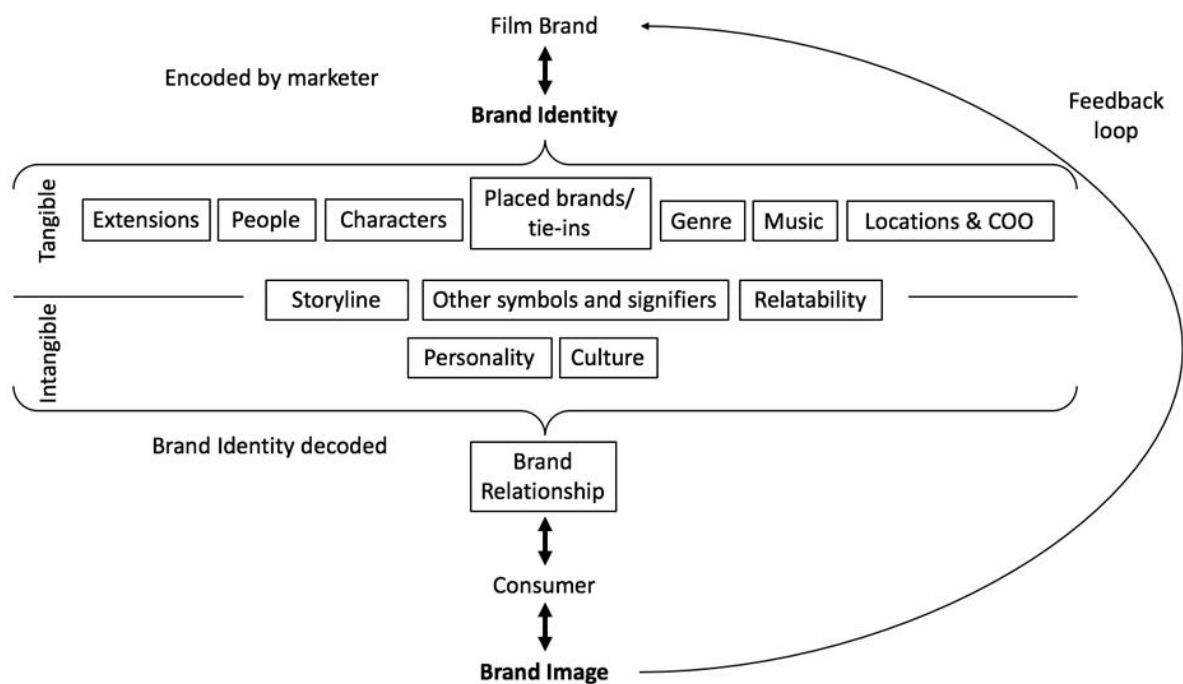 Film Brand
Encoded by marketer
Feedback
loop
Brand Identity
Tangible
Extensions
People
Characters
Placed brands/
tie-ins
Genre
Music
Locations & COO
Storyline
Other symbols and signifiers
Relatability
Intangible
Personality
Culture
Brand Identity decoded
Brand
Relationship
Consumer
Brand Image